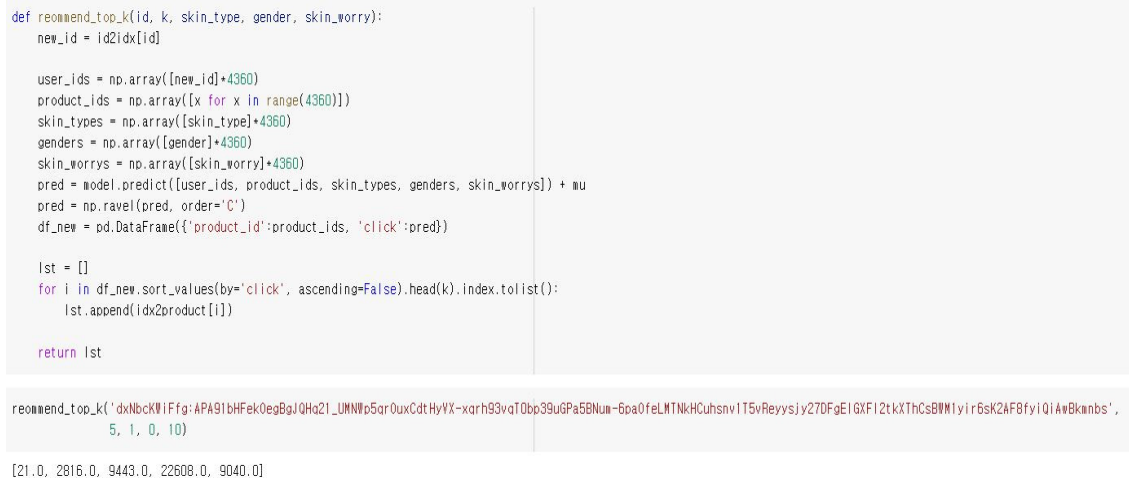 def reommend_top_k(id, k, skin_type, gender, skin_worry):
    new_id = id2idx[id]
    user_ids = np.array([new_id]*4360)
    product_ids = np.array([x for x in range(4360)])
    skin_types = np.array([skin_type]*4360)
    genders = np.array([gender]*4360)
    skin_worrys = np.array([skin_worry]*4360)
    pred = model.predict([user_ids, product_ids, skin_types, genders, skin_worrys]) + mu
    pred = np.ravel(pred, order='C')
    df_new = pd.DataFrame({'product_id':product_ids, 'click':pred})
    lst = []
    for i in df_new.sort_values(by='click', ascending=False).head(k).index.tolist():
        lst.append(idx2product[i])
    return lst
reommend_top_k('dxNbcKWiFfg:APA91bHFekOegBgJQHq21_UMNWp5qrOuxCdtHyVX-xqrh93vqTObp39uGPa5BNum-6paOfeLMTNkHCuhsnv1T5vReyysjy27DFgElGXFl2tkXThCsBWM1yir6sK2AF8fyiQiAwBkmnbs',
               5, 1, 0, 10)
[21.0, 2816.0, 9443.0, 22608.0, 9040.0]